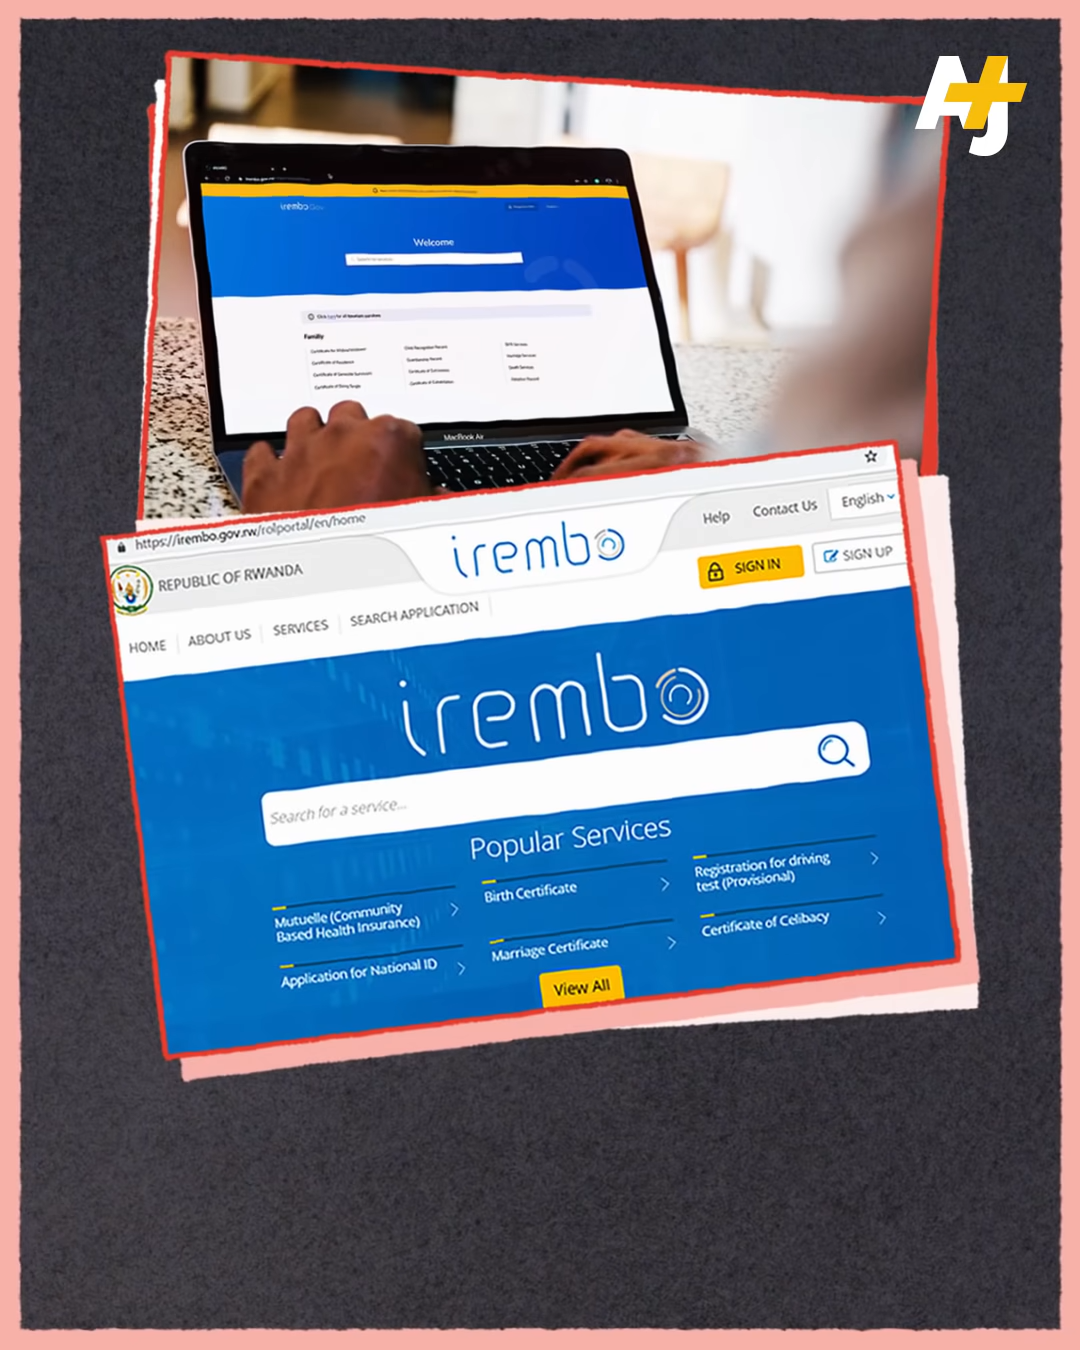 AJ+
irembo Gov
Welcome
Family
MacBook Air
https://irembo.gov.rw/rolportal/en/home
Help
Contact Us
English
REPUBLIC OF RWANDA
irembo
SIGN IN
SIGN UP
HOME
ABOUT US
SERVICES
SEARCH APPLICATION
irembo
Search for a service...
Popular Services
Mutuelle (Community
Based Health Insurance)
Birth Certificate
Registration for driving
test (Provisional)
Application for National ID
Marriage Certificate
Certificate of Celibacy
View All